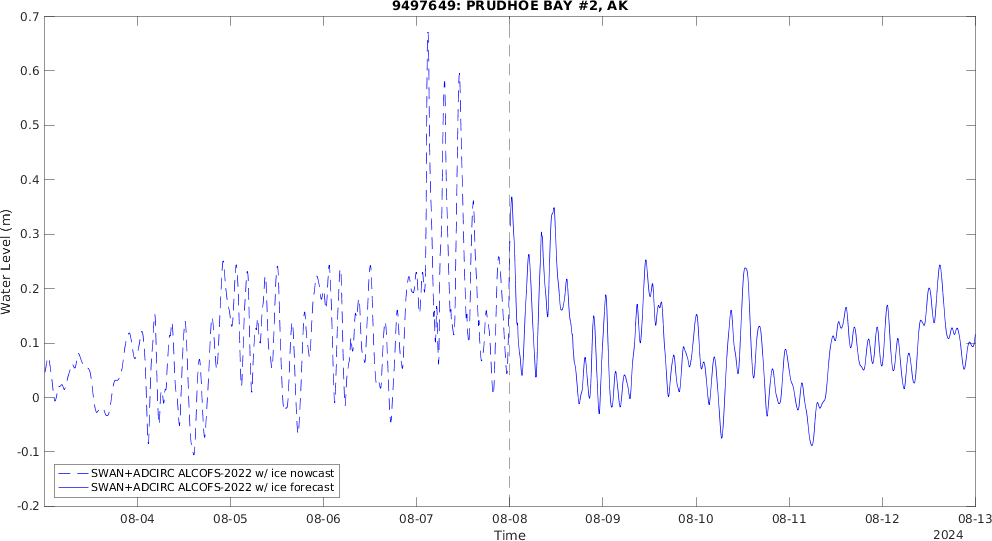 9497649: PRUDHOE BAY #2, AK
0.7
0.6
0.5
0.4
0.3
0.2
0.1
0
-0.1
-0.2
Water Level (m)
SWAN+ADCIRC ALCOFS-2022 w/ ice nowcast
SWAN+ADCIRC ALCOFS-2022 w/ ice forecast
08-04 08-05 08-06 08-07 08-08 08-09 08-10 08-11 08-12 08-13
Time
2024